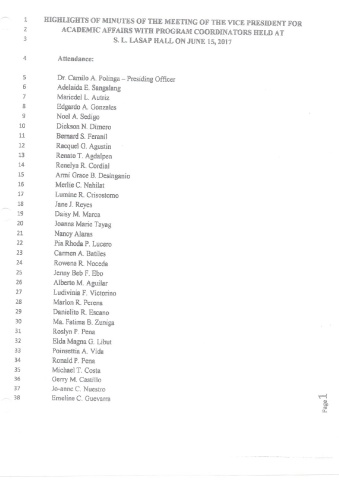 1 HIGHLIGHTS OF MINUTES OF THE MEETING OF THE VICE PRESIDENT FOR
2 ACADEMIC AFFAIRS WITH PROGRAM COORDINATORS HELD AT
3 S. L. LASAP HALL ON JUNE 15, 2017
4 Attendance:
5 Dr. Camilo A. Polinga – Presiding Officer
6 Adelaida E. Sangalang
7 Maricdel L. Autriz
8 Edgardo A. Gonzales
9 Noel A. Sedigo
10 Dickson N. Dimero
11 Bernard S. Feranil
12 Racquel G. Agustin
13 Renato T. Agdalpen
14 Ronelyn R. Cordial
15 Armi Grace B. Desingcaio
16 Merlie C. Nabilat
17 Lumine R. Crisostomo
18 Jane J. Reyes
19 Daisy M. Marca
20 Joanna Marie Tayag
21 Nancy Alaras
22 Pia Rhoda P. Lucero
23 Carmen A. Batiles
24 Rowena R. Noceda
25 Jenny Beb F. Ebo
26 Alberto M. Aguilar
27 Ludivinia F. Victorino
28 Marlon R. Perena
29 Danielito R. Escano
30 Ma. Fatima B. Zuniga
31 Roslyn P. Pena
32 Elda Magna G. Libut
33 Poinsettia A. Vida
34 Ronald P. Pena
35 Michael T. Costa
36 Gerry M. Castillo
37 Jo-anne C. Nuestro
38 Emeline C. Guevarra
Page 1